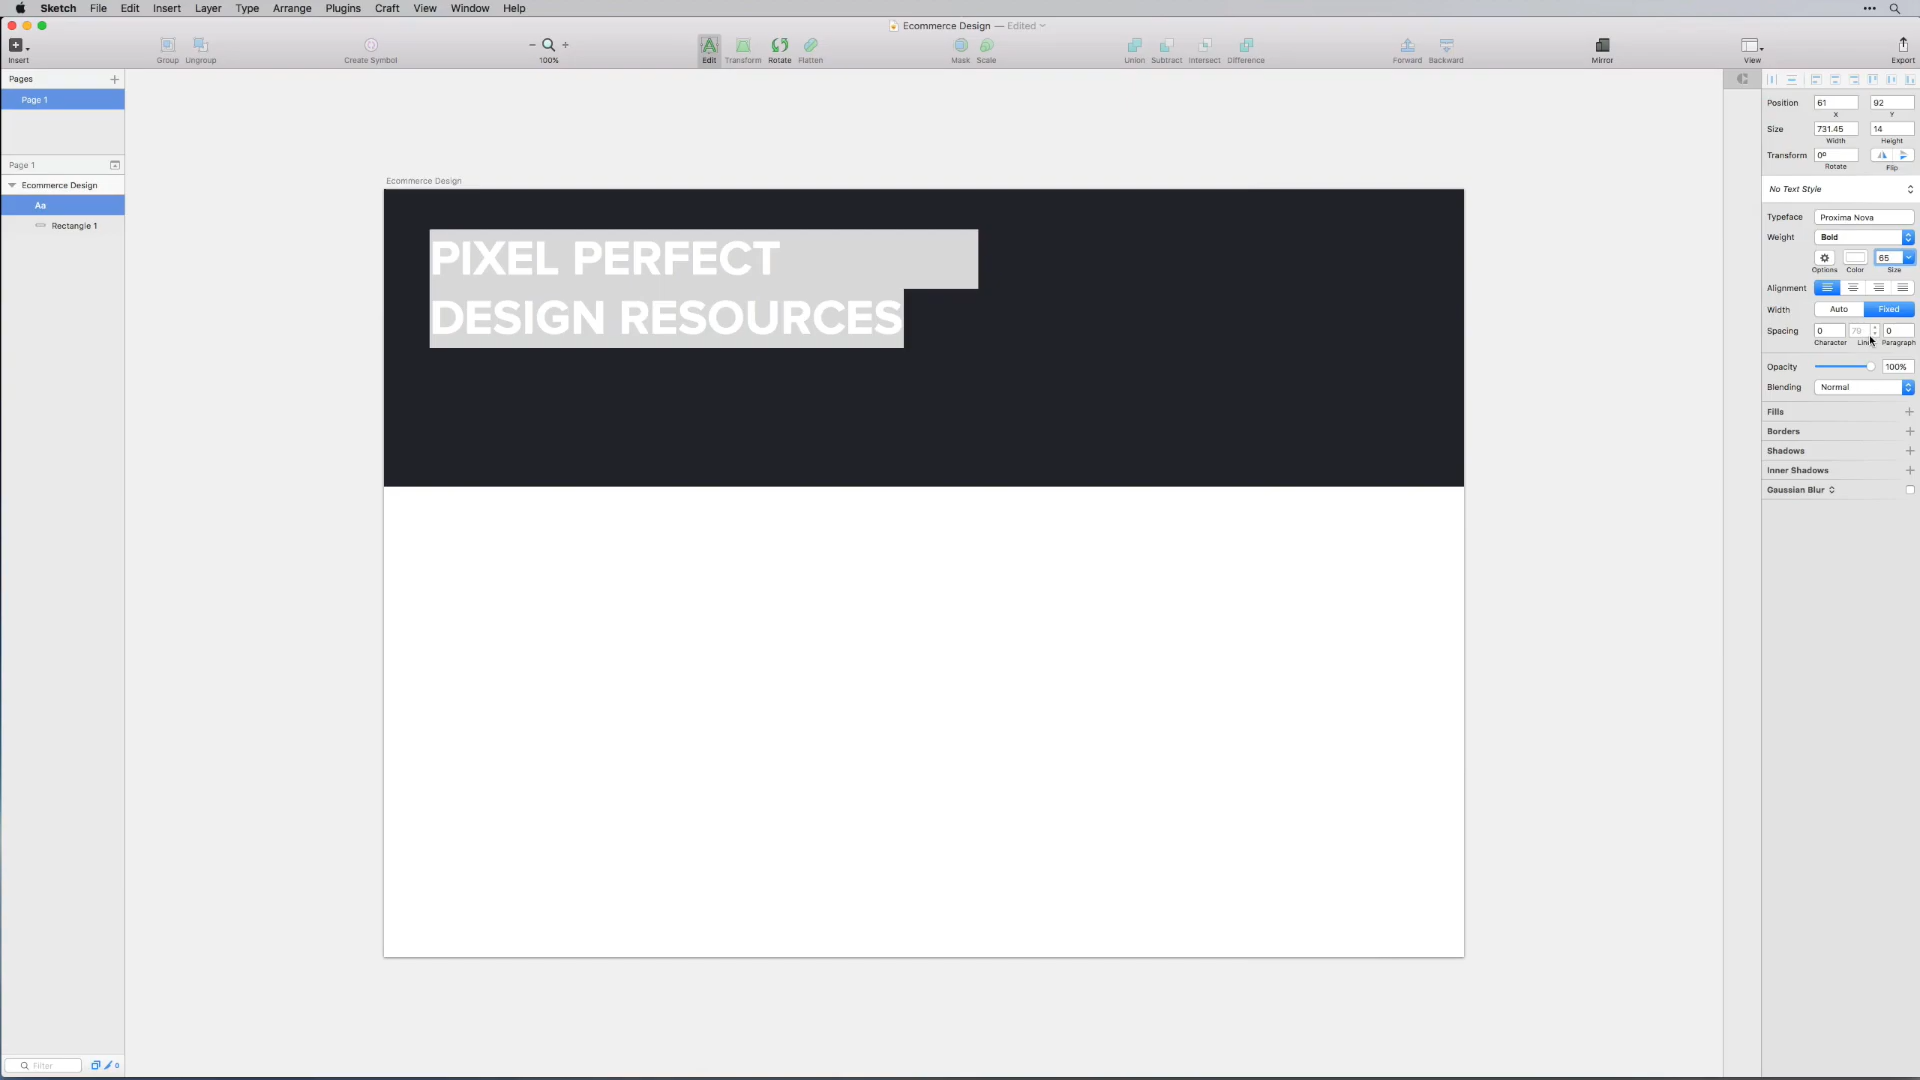 Sketch File Edit Insert Layer Type Arrange Plugins Craft View Window Help
Ecommerce Design — Edited
Insert Group Ungroup Create Symbol 100% Edit Transform Rotate Flatten Mask Scale Union Subtract Intersect Difference Forward Backward Mirror View Export
Pages
Page 1
Page 1
Ecommerce Design
Aa
Rectangle 1
Filter 0
Ecommerce Design
PIXEL PERFECT
DESIGN RESOURCES
Position 61 92
X Y
Size 731.45 14
Width Height
Transform 0º
Rotate Flip
No Text Style
Typeface Proxima Nova
Weight Bold
65
Options Color Size
Alignment
Width Auto Fixed
Spacing 0 79 0
Character Paragraph
Opacity 100%
Blending Normal
Fills
Borders
Shadows
Inner Shadows
Gaussian Blur